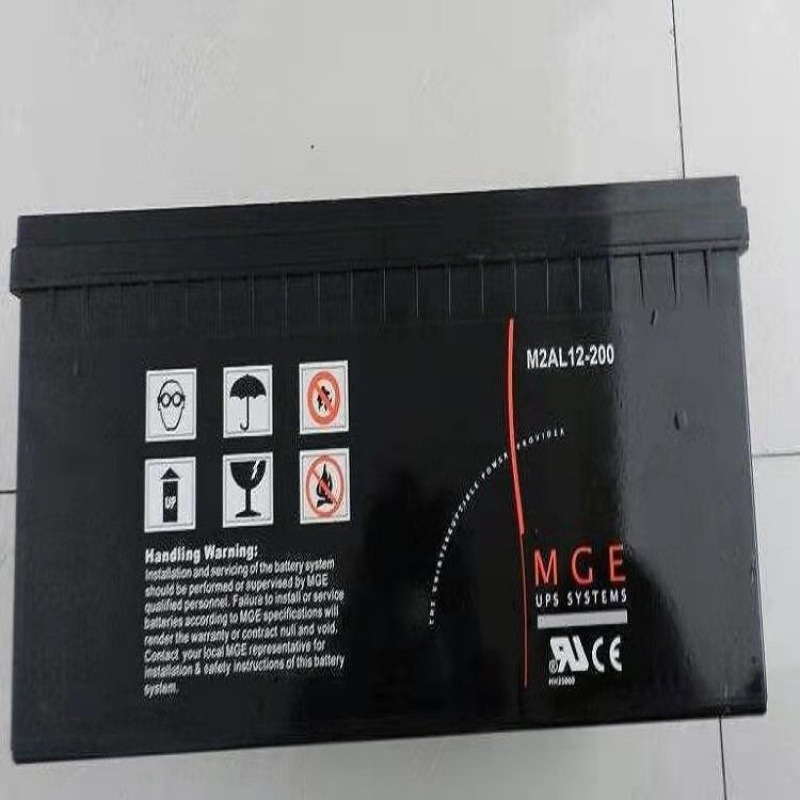 M2AL12-200
THE UNINTERRUPTIBLE POWER PROVIDER
UP
Handling Warning:
Installation and servicing of the battery system
should be performed or supervised by MGE
qualified personnel. Failure to install or service
batteries according to MGE specifications will
render the warranty or contract null and void.
Contact your local MGE representative for
installation & safety instructions of this battery
system.
MGE
UPS SYSTEMS
CE